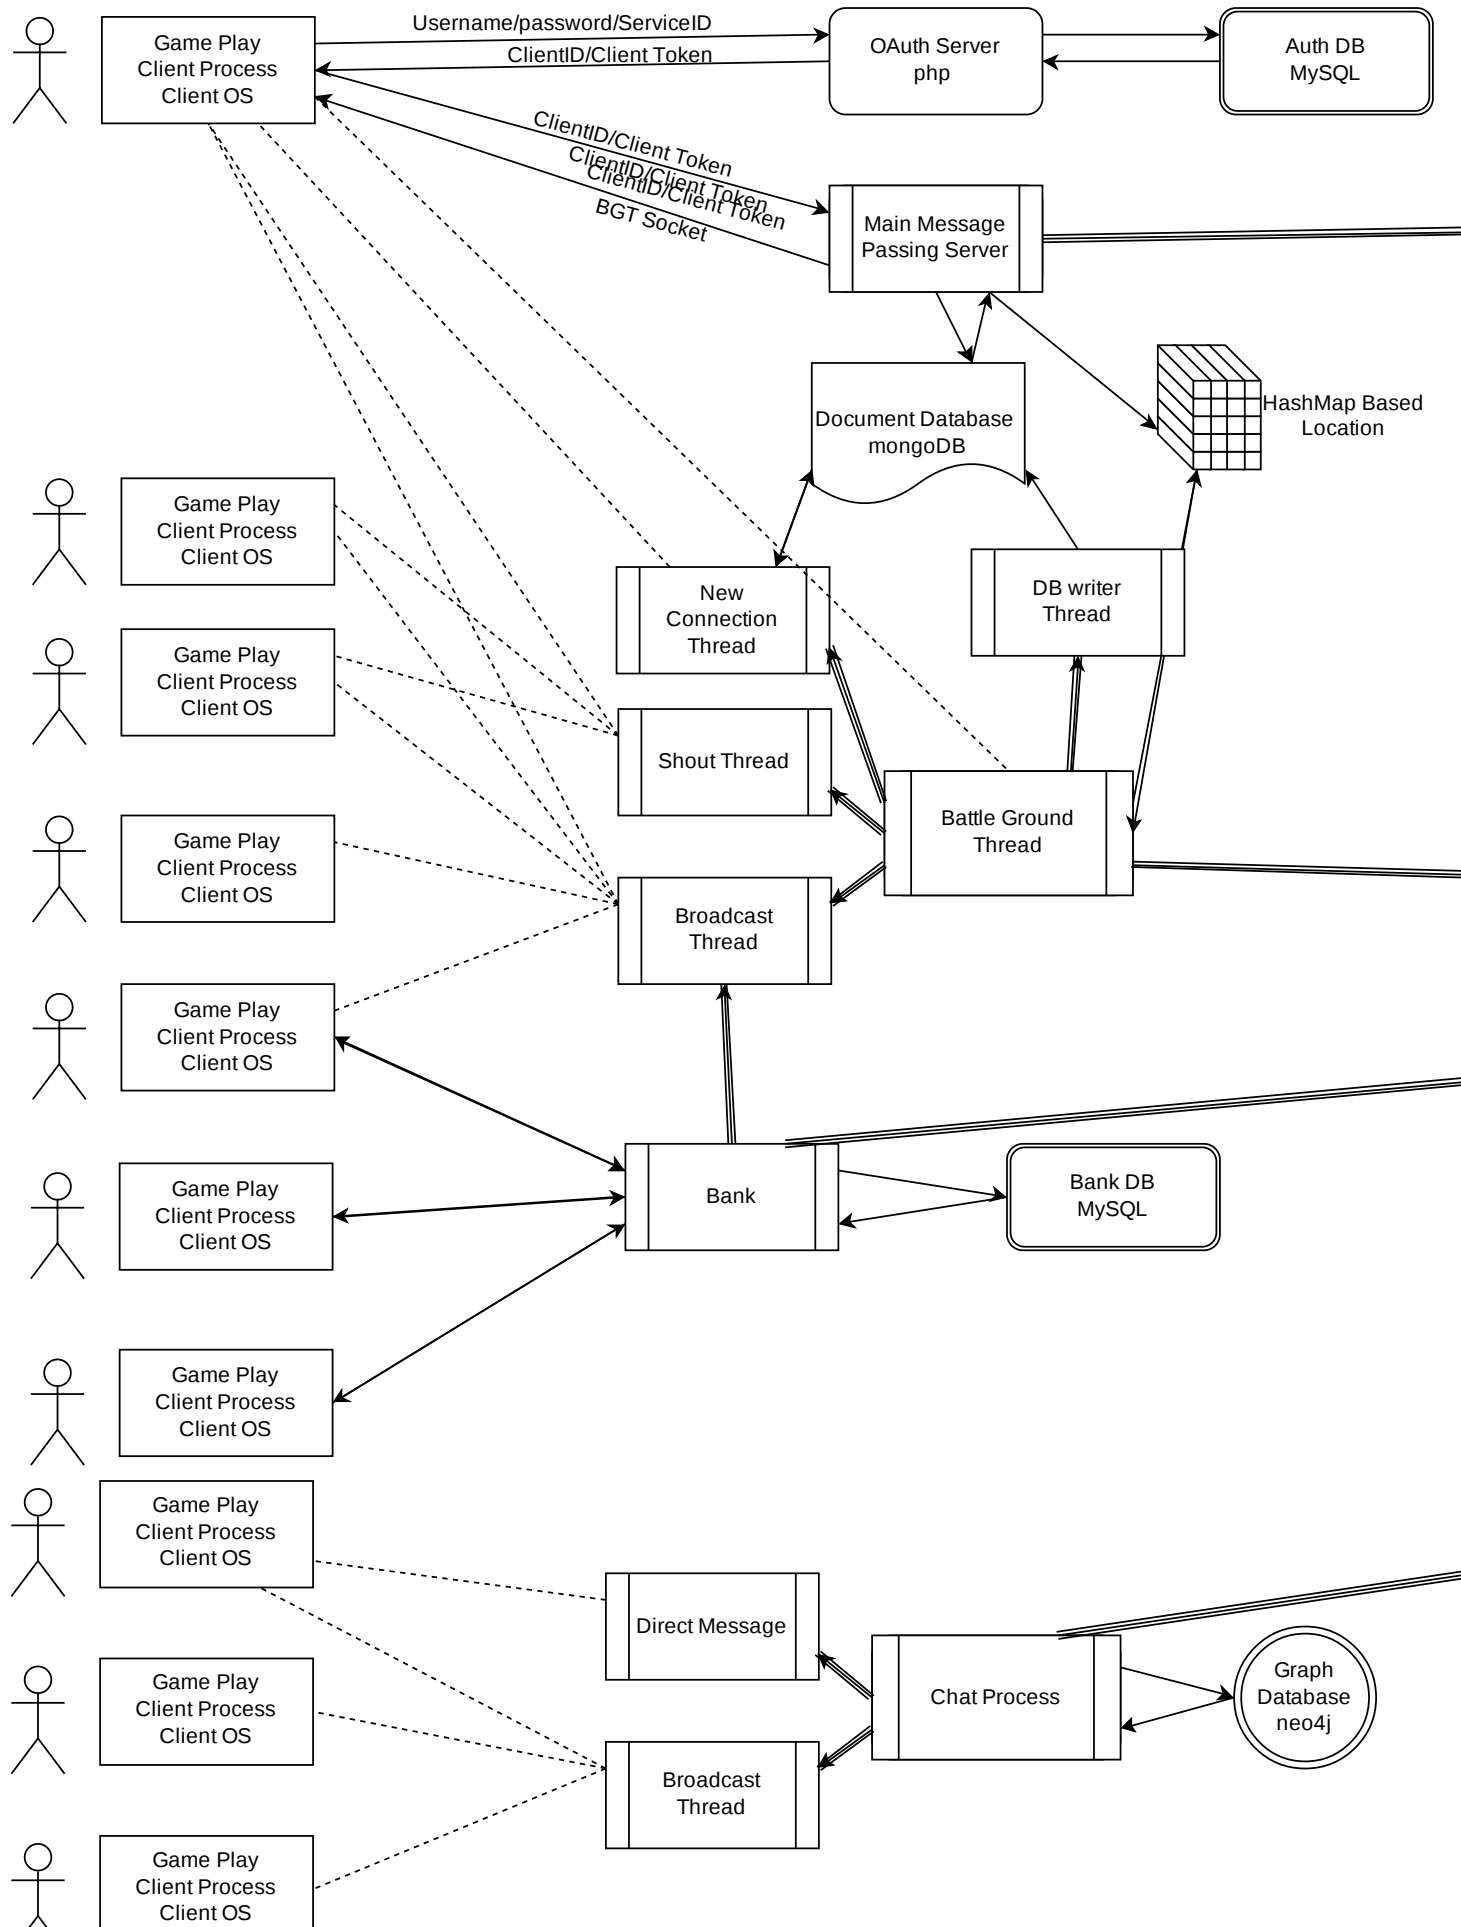 Username/password/ServiceID
ClientID/Client Token
Game Play
Client Process
Client OS
OAuth Server
php
Auth DB
MySQL
ClientID/Client Token
ClientID/Client Token
ClientID/Client Token
BGT Socket
Main Message
Passing Server
Document Database
mongoDB
HashMap Based
Location
Game Play
Client Process
Client OS
New
Connection
Thread
DB writer
Thread
Game Play
Client Process
Client OS
Shout Thread
Battle Ground
Thread
Game Play
Client Process
Client OS
Broadcast
Thread
Game Play
Client Process
Client OS
Game Play
Client Process
Client OS
Bank
Bank DB
MySQL
Game Play
Client Process
Client OS
Game Play
Client Process
Client OS
Direct Message
Game Play
Client Process
Client OS
Chat Process
Graph
Database
neo4j
Broadcast
Thread
Game Play
Client Process
Client OS